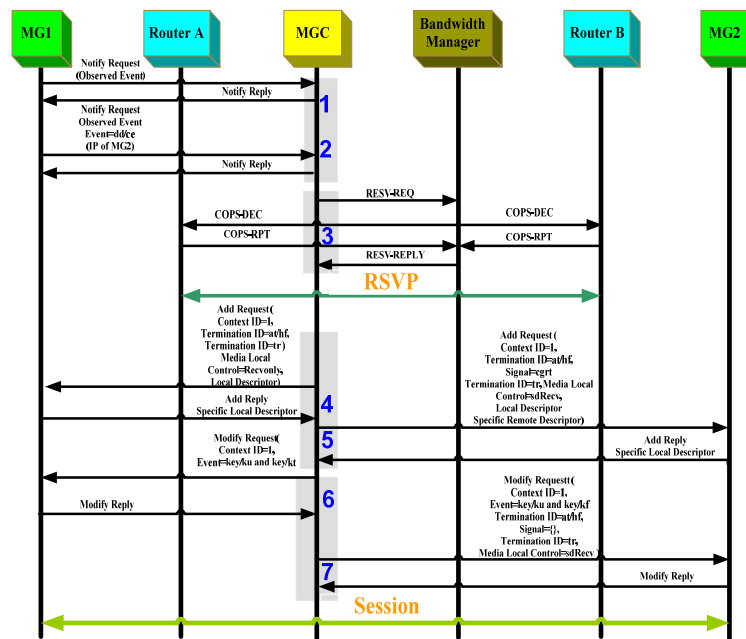 MG1
Router A
MGC
Bandwidth
Manager
Router B
MG2
Notify Request
(Observed Event)
Notify Reply
1
Notify Request
Observed Event
Event=dd/ce
(IP of MG2)
2
Notify Reply
RESV-REQ
COPS-DEC
COPS-DEC
3
COPS-RPT
COPS-RPT
RESV-REPLY
RSVP
Add Request(
Context ID=1,
Termination ID=at/hf,
Termination ID=tr)
Media Local
Control=Recvonly,
Local Descriptor)
Add Request (
Context ID=1,
Termination ID=at/hf,
Signal=cgrt
Termination ID=tr, Media Local
Control=sdRecv,
Local Descriptor
Specific Remote Descriptor)
4
Add Reply
Specific Local Descriptor
5
Add Reply
Specific Local Descriptor
Modify Request(
Context ID=1,
Event=key/ku and key/kt
6
Modify Reply
Modify Requestt(
Context ID=1,
Event=key/ku and key/kf
Termination ID=at/hf,
Signal={},
Termination ID=tr,
Media Local Control=sdRecv )
7
Modify Reply
Session